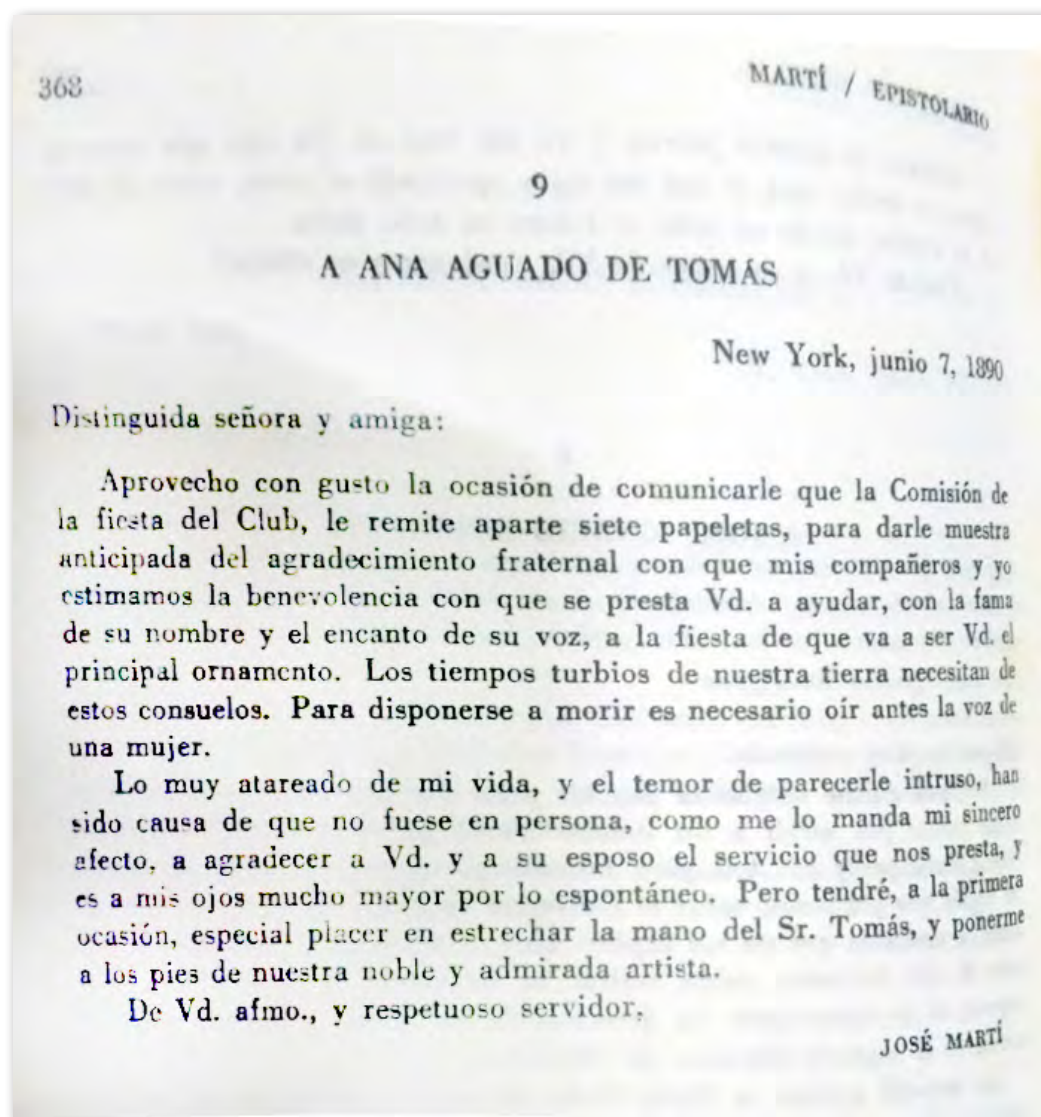 368
MARTÍ / EPISTOLARIO
9
A ANA AGUADO DE TOMÁS
New York, junio 7, 1890
Distinguida señora y amiga:
Aprovecho con gusto la ocasión de comunicarle que la Comisión de
la fiesta del Club, le remite aparte siete papeletas, para darle muestra
anticipada del agradecimiento fraternal con que mis compañeros y yo
estimamos la benevolencia con que se presta Vd. a ayudar, con la fama
de su nombre y el encanto de su voz, a la fiesta de que va a ser Vd. el
principal ornamento. Los tiempos turbios de nuestra tierra necesitan de
estos consuelos. Para disponerse a morir es necesario oír antes la voz de
una mujer.
Lo muy atareado de mi vida, y el temor de parecerle intruso, han
sido causa de que no fuese en persona, como me lo manda mi sincero
afecto, a agradecer a Vd. y a su esposo el servicio que nos presta, y
es a mis ojos mucho mayor por lo espontáneo. Pero tendré, a la primera
ocasión, especial placer en estrechar la mano del Sr. Tomás, y ponerme
a los pies de nuestra noble y admirada artista.
De Vd. afmo., y respetuoso servidor,
JOSÉ MARTÍ